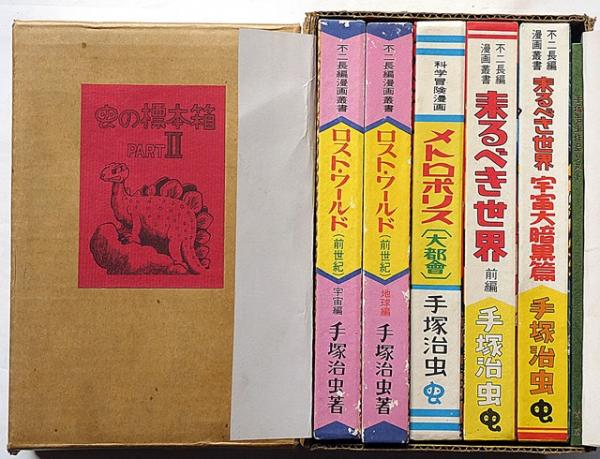 虫の標本箱
PART II
不二長編漫画叢書
ロスト・ワールド
(前世紀)
宇宙編
手塚治虫著
不二長編漫画叢書
ロスト・ワールド
(前世紀)
地球編
手塚治虫著
科学冒険漫画
メトロポリス
(大都會)
手塚治虫
虫
不二長編
漫画叢書
来るべき世界
前編
手塚治虫
虫
不二長編
漫画叢書
来るべき世界 宇宙大暗黒篇
手塚治虫
虫